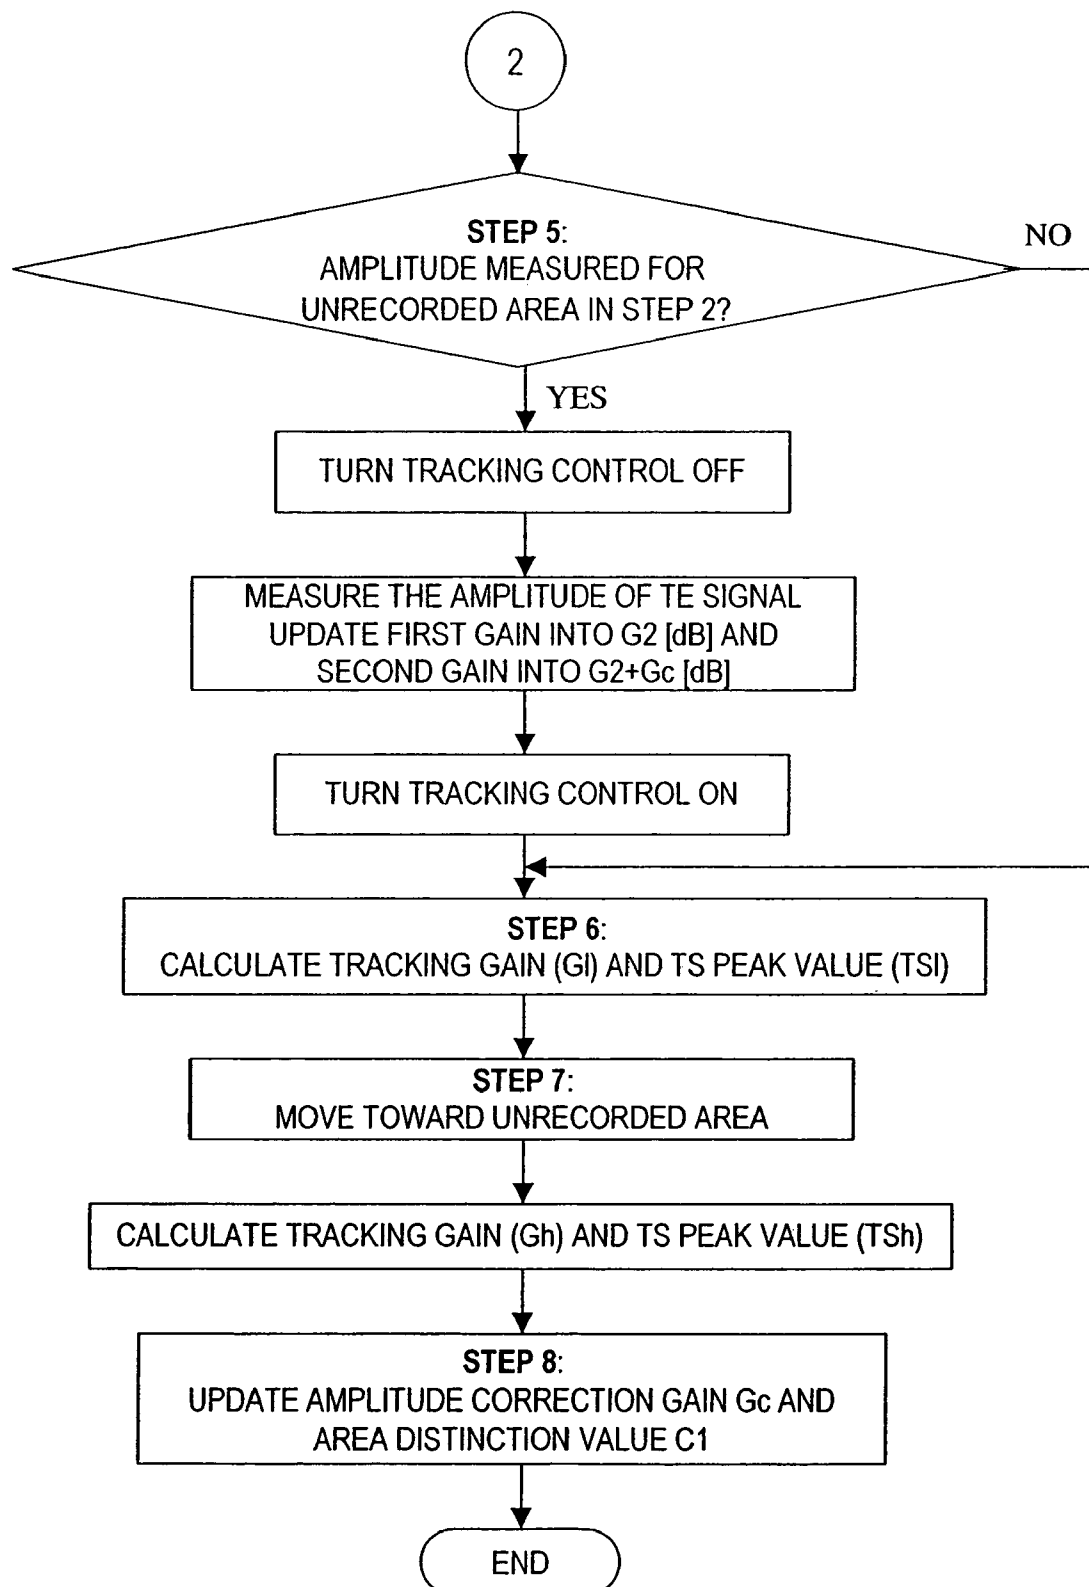 2
STEP 5:
AMPLITUDE MEASURED FOR
UNRECORDED AREA IN STEP 2?
NO
YES
TURN TRACKING CONTROL OFF
MEASURE THE AMPLITUDE OF TE SIGNAL
UPDATE FIRST GAIN INTO G2 [dB] AND
SECOND GAIN INTO G2+Gc [dB]
TURN TRACKING CONTROL ON
STEP 6:
CALCULATE TRACKING GAIN (Gl) AND TS PEAK VALUE (TSl)
STEP 7:
MOVE TOWARD UNRECORDED AREA
CALCULATE TRACKING GAIN (Gh) AND TS PEAK VALUE (TSh)
STEP 8:
UPDATE AMPLITUDE CORRECTION GAIN Gc AND
AREA DISTINCTION VALUE C1
END